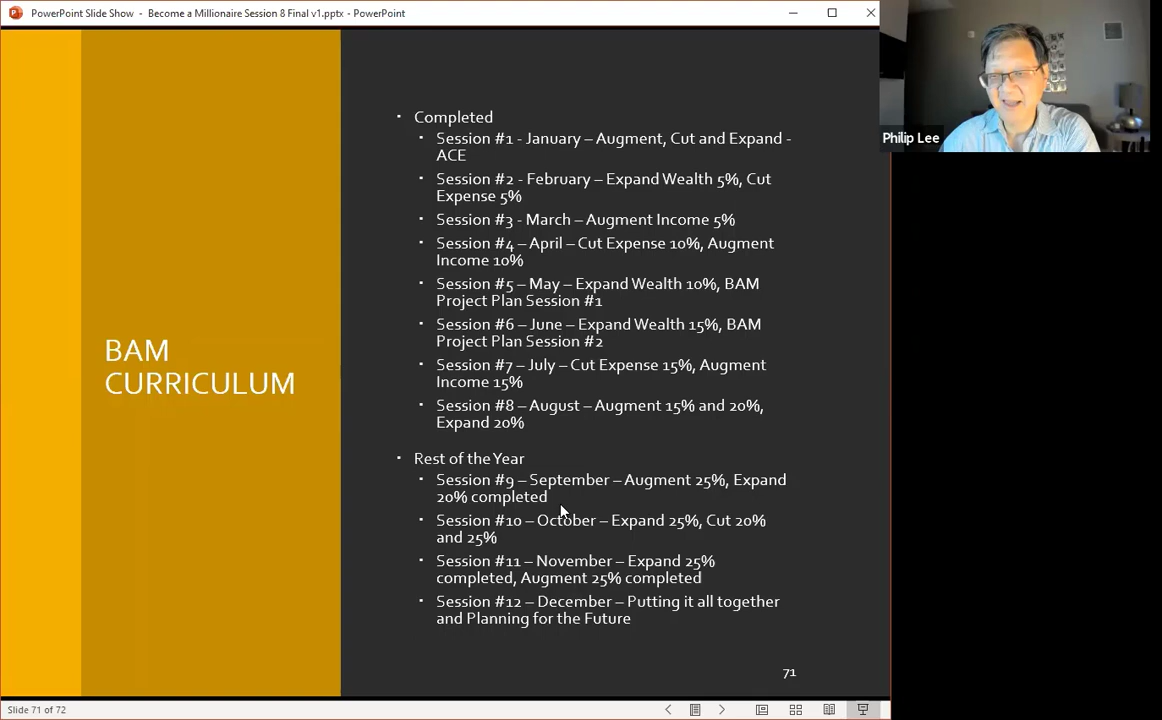 PowerPoint Slide Show - Become a Millionaire Session 8 Final v1.pptx - PowerPoint
Philip Lee
BAM
CURRICULUM
Completed
Session #1 - January – Augment, Cut and Expand -
ACE
Session #2 - February – Expand Wealth 5%, Cut
Expense 5%
Session #3 - March – Augment Income 5%
Session #4 – April – Cut Expense 10%, Augment
Income 10%
Session #5 – May – Expand Wealth 10%, BAM
Project Plan Session #1
Session #6 – June – Expand Wealth 15%, BAM
Project Plan Session #2
Session #7 – July – Cut Expense 15%, Augment
Income 15%
Session #8 – August – Augment 15% and 20%,
Expand 20%
Rest of the Year
Session #9 – September – Augment 25%, Expand
20% completed
Session #10 – October – Expand 25%, Cut 20%
and 25%
Session #11 – November – Expand 25%
completed, Augment 25% completed
Session #12 – December – Putting it all together
and Planning for the Future
71
Slide 71 of 72